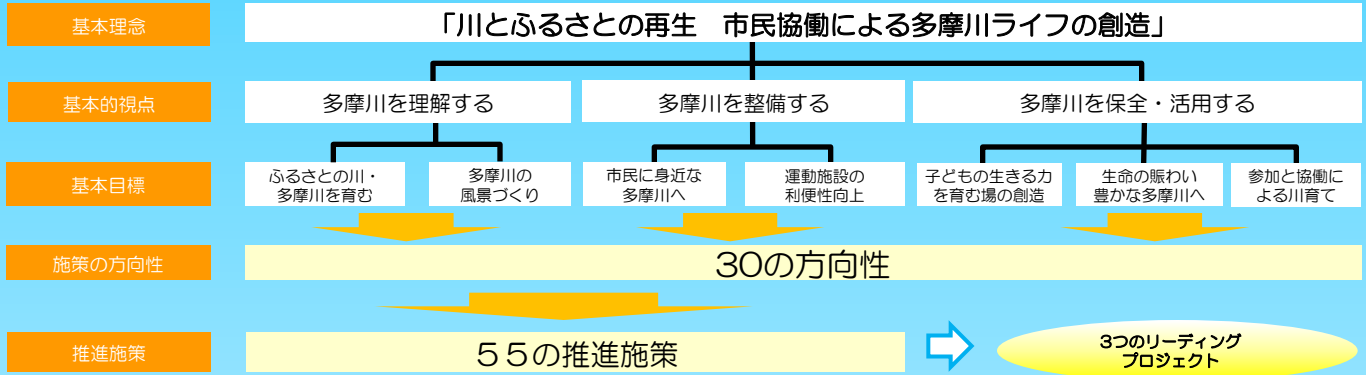 基本理念
「川とふるさとの再生　市民協働による多摩川ライフの創造」
基本的視点
多摩川を理解する
多摩川を整備する
多摩川を保全・活用する
基本目標
ふるさとの川・
多摩川を育む
多摩川の
風景づくり
市民に身近な
多摩川へ
運動施設の
利便性向上
子どもの生きる力
を育む場の創造
生命の賑わい
豊かな多摩川へ
参加と協働に
よる川育て
施策の方向性
30の方向性
推進施策
５５の推進施策
3つのリーディング
プロジェクト